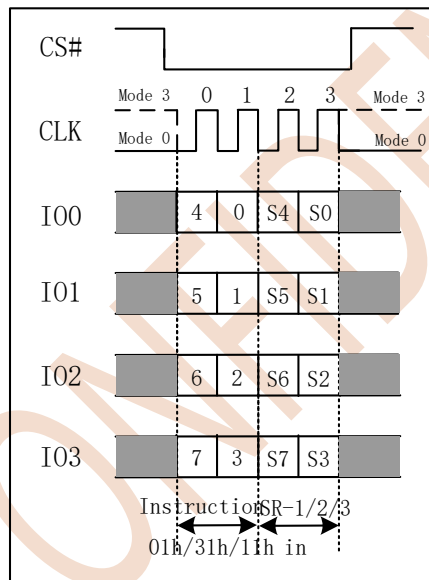 CS#
Mode 3 0 1 2 3 Mode 3
CLK
Mode 0 Mode 0
IO0 4 0 S4 S0
IO1 5 1 S5 S1
IO2 6 2 S6 S2
IO3 7 3 S7 S3
Instruction SR-1/2/3
01h/31h/11h in
ONFIDE